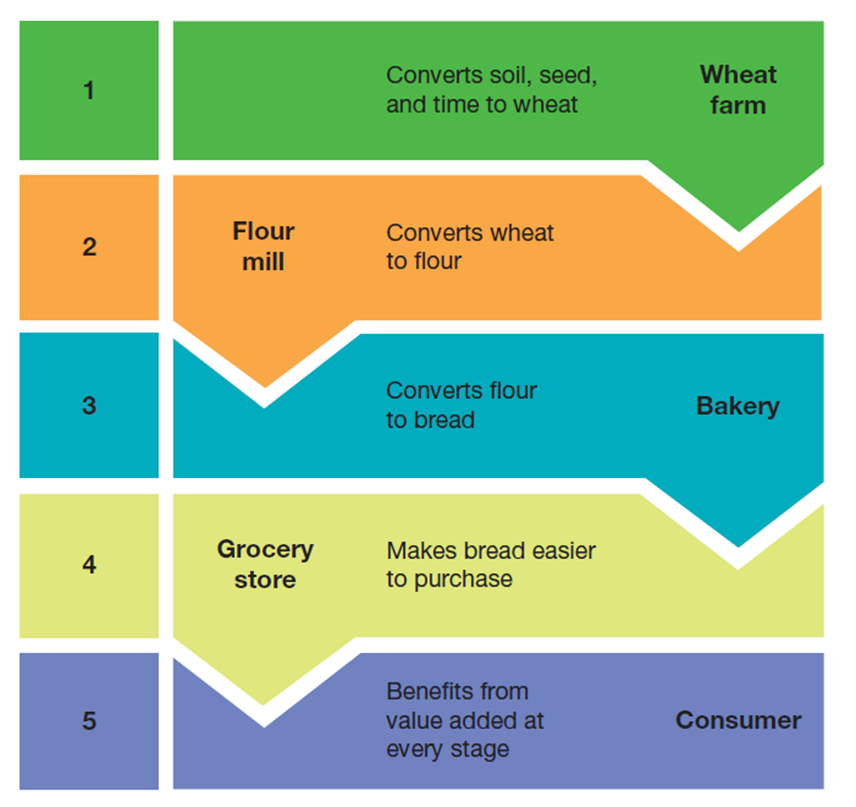 1
Converts soil, seed,
and time to wheat
Wheat
farm
2
Flour
mill
Converts wheat
to flour
3
Converts flour
to bread
Bakery
4
Grocery
store
Makes bread easier
to purchase
5
Benefits from
value added at
every stage
Consumer